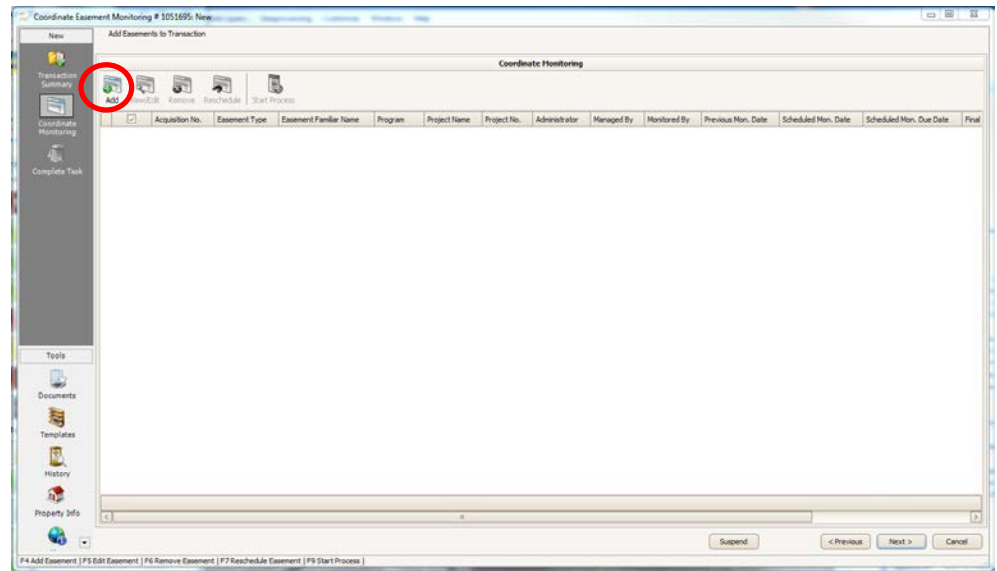 Coordinate Easement Monitoring # 1051695: New
New
Add Easements to Transaction
Transaction
Summary
Coordinate
Monitoring
Complete Task
Coordinate Monitoring
Add View/Edit Remove Reschedule Start Process
Acquisition No. Easement Type Easement Familiar Name Program Project Name Project No. Administrator Managed By Monitored By Previous Mon. Date Scheduled Mon. Date Scheduled Mon. Due Date Final
Tools
Documents
Templates
History
Property Info
Suspend < Previous Next > Cancel
F4 Add Easement | F5 Edit Easement | F6 Remove Easement | F7 Reschedule Easement | F9 Start Process |